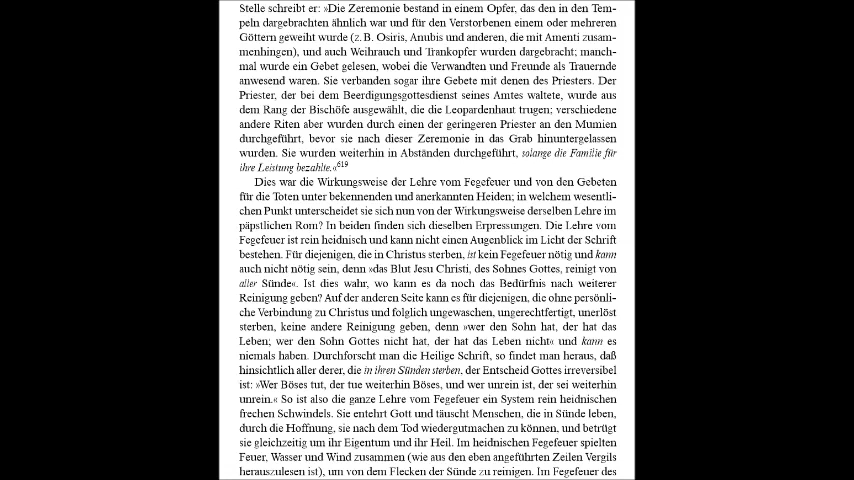 Stelle schreibt er: »Die Zeremonie bestand in einem Opfer, das den in den Tem-
peln dargebrachten ähnlich war und für den Verstorbenen einem oder mehreren
Göttern geweiht wurde (z. B. Osiris, Anubis und anderen, die mit Amenti zusam-
menhingen), und auch Weihrauch und Trankopfer wurden dargebracht; manch-
mal wurde ein Gebet gelesen, wobei die Verwandten und Freunde als Trauernde
anwesend waren. Sie verbanden sogar ihre Gebete mit denen des Priesters. Der
Priester, der bei dem Beerdigungsgottesdienst seines Amtes waltete, wurde aus
dem Rang der Bischöfe ausgewählt, die die Leopardenhaut trugen; verschiedene
andere Riten aber wurden durch einen der geringeren Priester an den Mumien
durchgeführt, bevor sie nach dieser Zeremonie in das Grab hinuntergelassen
wurden. Sie wurden weiterhin in Abständen durchgeführt, solange die Familie für
ihre Leistung bezahlte.«619
Dies war die Wirkungsweise der Lehre vom Fegefeuer und von den Gebeten
für die Toten unter bekennenden und anerkannten Heiden; in welchem wesentli-
chen Punkt unterscheidet sie sich nun von der Wirkungsweise derselben Lehre im
päpstlichen Rom? In beiden finden sich dieselben Erpressungen. Die Lehre vom
Fegefeuer ist rein heidnisch und kann nicht einen Augenblick im Licht der Schrift
bestehen. Für diejenigen, die in Christus sterben, ist kein Fegefeuer nötig und kann
auch nicht nötig sein, denn »das Blut Jesu Christi, des Sohnes Gottes, reinigt von
aller Sünde«. Ist dies wahr, wo kann es da noch das Bedürfnis nach weiterer
Reinigung geben? Auf der anderen Seite kann es für diejenigen, die ohne persönli-
che Verbindung zu Christus und folglich ungewaschen, ungerechtfertigt, unerlöst
sterben, keine andere Reinigung geben, denn »wer den Sohn hat, der hat das
Leben; wer den Sohn Gottes nicht hat, der hat das Leben nicht« und kann es
niemals haben. Durchforscht man die Heilige Schrift, so findet man heraus, daß
hinsichtlich aller derer, die in ihren Sünden sterben, der Entscheid Gottes irreversibel
ist: »Wer Böses tut, der tue weiterhin Böses, und wer unrein ist, der sei weiterhin
unrein.« So ist also die ganze Lehre vom Fegefeuer ein System rein heidnischen
frechen Schwindels. Sie entehrt Gott und täuscht Menschen, die in Sünde leben,
durch die Hoffnung, sie nach dem Tod wiedergutmachen zu können, und betrügt
sie gleichzeitig um ihr Eigentum und ihr Heil. Im heidnischen Fegefeuer spielten
Feuer, Wasser und Wind zusammen (wie aus den eben angeführten Zeilen Vergils
herauszulesen ist), um von dem Flecken der Sünde zu reinigen. Im Fegefeuer des